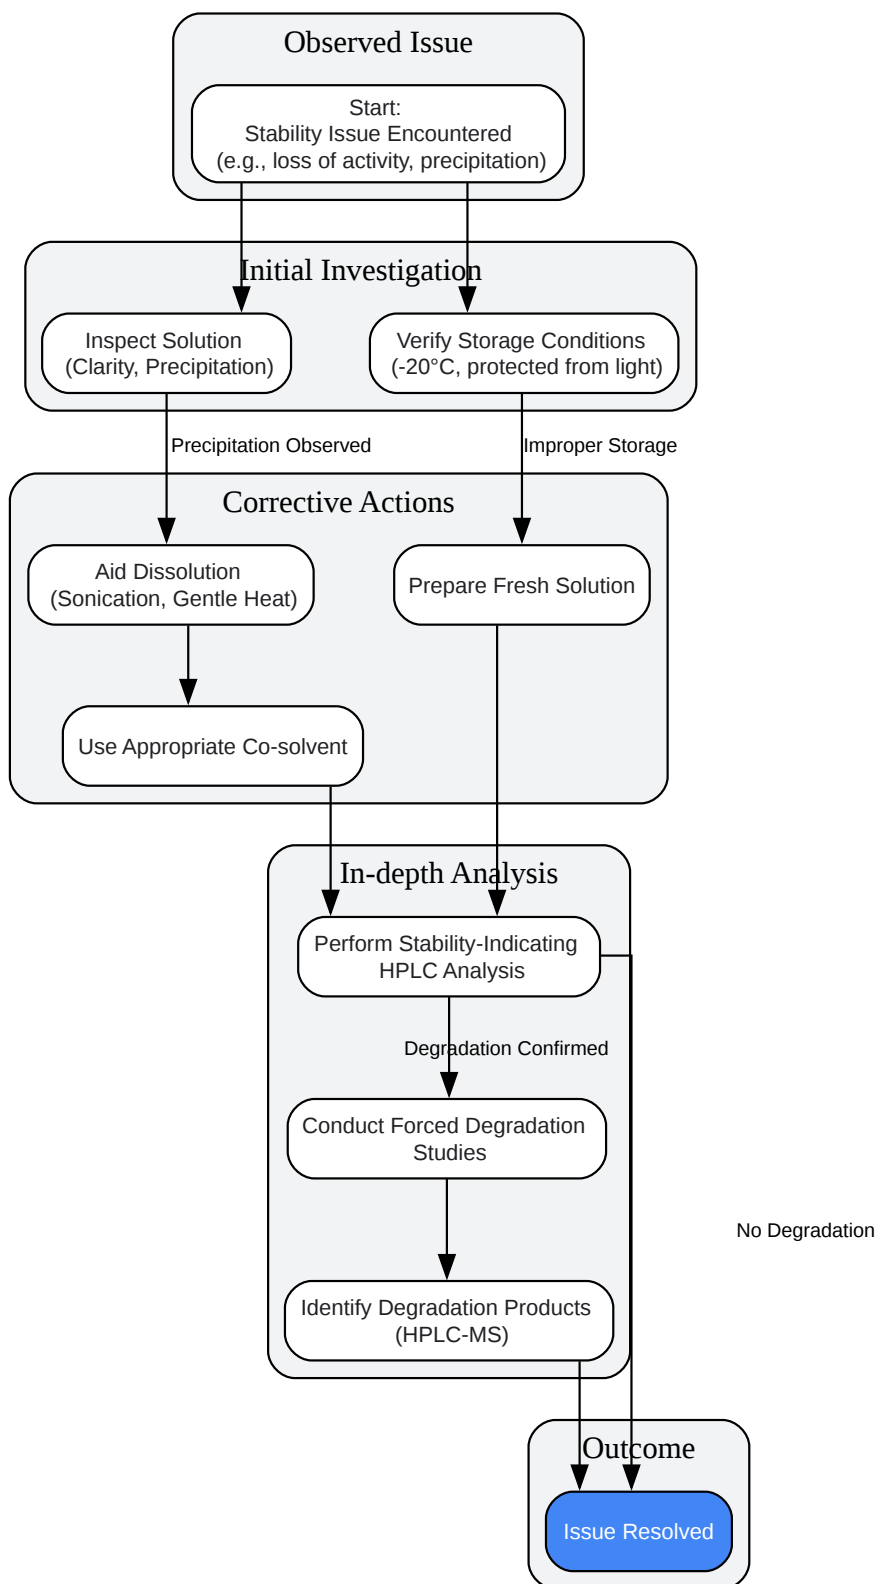 Observed Issue
Start:
Stability Issue Encountered
(e.g., loss of activity, precipitation)
Initial Investigation
Inspect Solution
(Clarity, Precipitation)
Verify Storage Conditions
(-20°C, protected from light)
Precipitation Observed
Improper Storage
Corrective Actions
Aid Dissolution
(Sonication, Gentle Heat)
Prepare Fresh Solution
Use Appropriate Co-solvent
In-depth Analysis
Perform Stability-Indicating
HPLC Analysis
Degradation Confirmed
Conduct Forced Degradation
Studies
No Degradation
Identify Degradation Products
(HPLC-MS)
Outcome
Issue Resolved